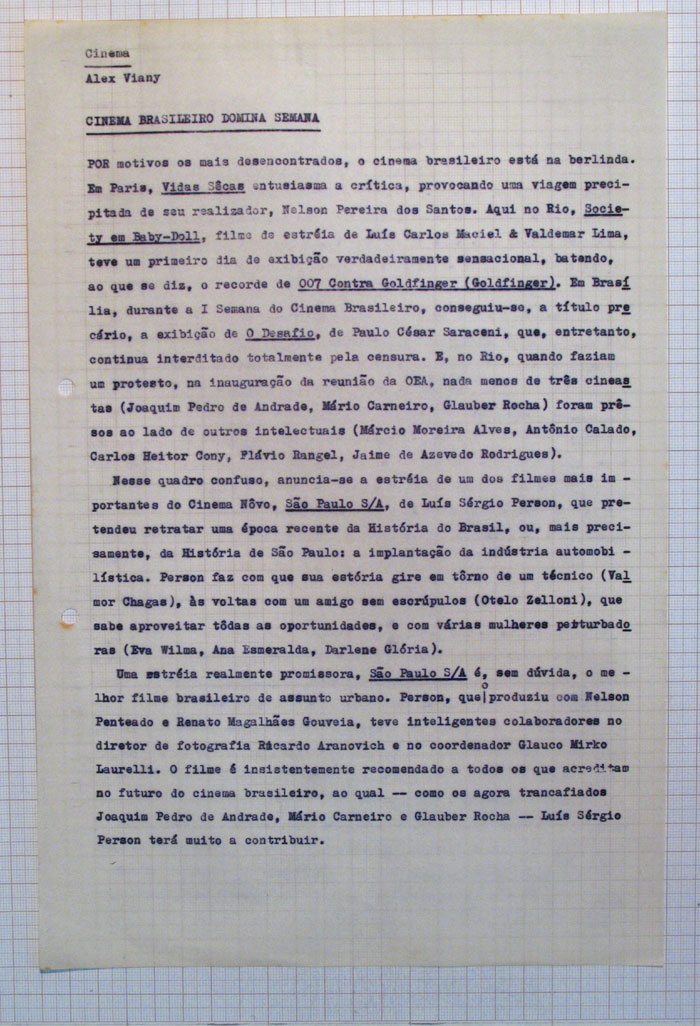 Cinema
Alex Viany
CINEMA BRASILEIRO DOMINA SEMANA
POR motivos os mais desencontrados, o cinema brasileiro está na berlinda.
Em Paris, Vidas Sêcas entusiasma a crítica, provocando uma viagem preci-
pitada de seu realizador, Nelson Pereira dos Santos. Aqui no Rio, Socie-
ty em Baby-Doll, filme de estréia de Luís Carlos Maciel & Valdemar Lima,
teve um primeiro dia de exibição verdadeiramente sensacional, batendo,
ao que se diz, o recorde de 007 Contra Goldfinger (Goldfinger). Em Brasí
lia, durante a I Semana do Cinema Brasileiro, conseguiu-se, a título pre
cário, a exibição de O Desafio, de Paulo César Saraceni, que, entretanto,
continua interditado totalmente pela censura. E, no Rio, quando faziam
um protesto, na inauguração da reunião da OEA, nada menos de três cineas
tas (Joaquim Pedro de Andrade, Mário Carneiro, Glauber Rocha) foram prê-
sos ao lado de outros intelectuais (Márcio Moreira Alves, Antônio Calado,
Carlos Heitor Cony, Flávio Rangel, Jaime de Azevedo Rodrigues).
Nesse quadro confuso, anuncia-se a estréia de um dos filmes mais im -
portantes do Cinema Nôvo, São Paulo S/A, de Luís Sérgio Person, que pre-
tendeu retratar uma época recente da História do Brasil, ou, mais preci-
samente, da História de São Paulo: a implantação da indústria automobi -
lística. Person faz com que sua estória gire em tôrno de um técnico (Val
mor Chagas), às voltas com um amigo sem escrúpulos (Otelo Zelloni), que
sabe aproveitar tôdas as oportunidades, e com várias mulheres perturbado
ras (Eva Wilma, Ana Esmeralda, Darlene Glória).
Uma estréia realmente promissora, São Paulo S/A é, sem dúvida, o me -
lhor filme brasileiro de assunto urbano. Person, que o produziu com Nelson
Penteado e Renato Magalhães Gouveia, teve inteligentes colaboradores no
diretor de fotografia Ricardo Aranovich e no coordenador Glauco Mirko
Laurelli. O filme é insistentemente recomendado a todos os que acreditam
no futuro do cinema brasileiro, ao qual -- como os agora trancafiados
Joaquim Pedro de Andrade, Mário Carneiro e Glauber Rocha -- Luís Sérgio
Person terá muito a contribuir.